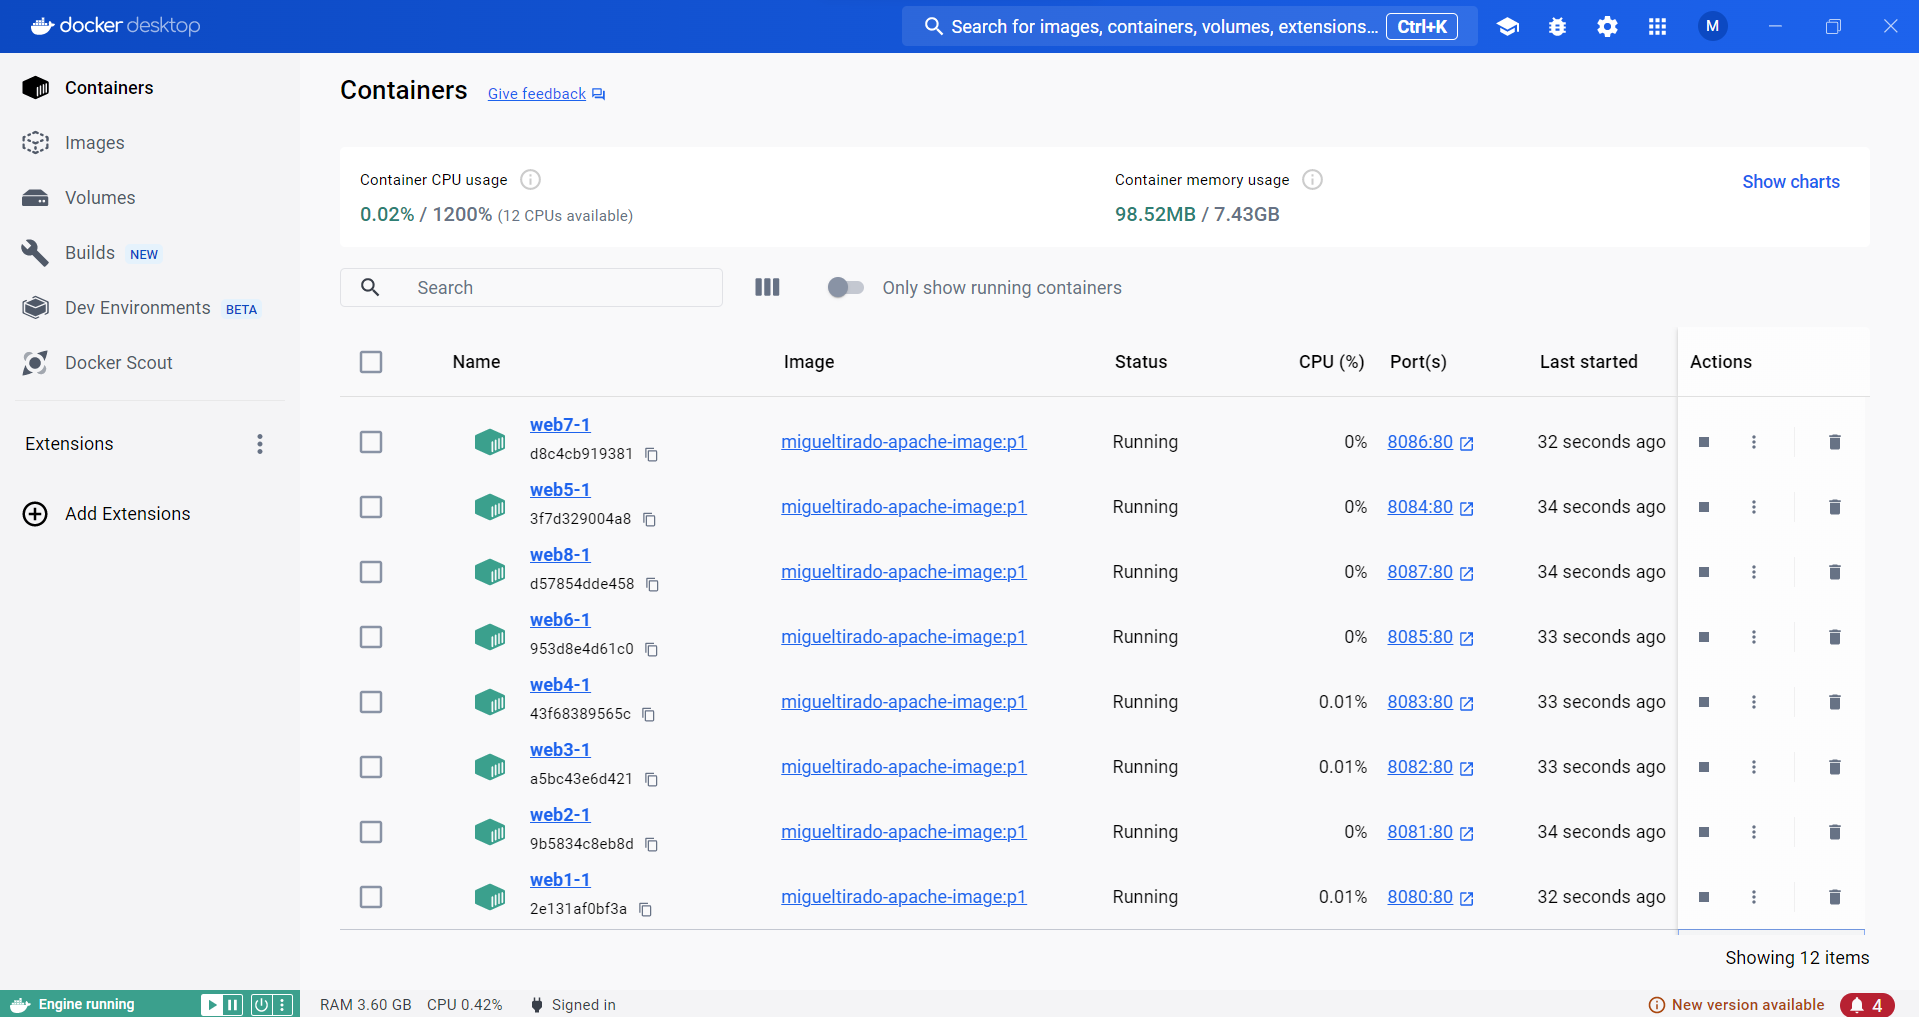 docker desktop
Search for images, containers, volumes, extensions... Ctrl+K
M
Containers
Images
Volumes
Builds NEW
Dev Environments BETA
Docker Scout
Extensions
Add Extensions
Containers Give feedback
Container CPU usage
0.02% / 1200% (12 CPUs available)
Container memory usage
98.52MB / 7.43GB
Show charts
Search
Only show running containers
Name Image Status CPU (%) Port(s) Last started Actions
web7-1
d8c4cb919381
migueltirado-apache-image:p1 Running 0% 8086:80 32 seconds ago
web5-1
3f7d329004a8
migueltirado-apache-image:p1 Running 0% 8084:80 34 seconds ago
web8-1
d57854dde458
migueltirado-apache-image:p1 Running 0% 8087:80 34 seconds ago
web6-1
953d8e4d61c0
migueltirado-apache-image:p1 Running 0% 8085:80 33 seconds ago
web4-1
43f68389565c
migueltirado-apache-image:p1 Running 0.01% 8083:80 33 seconds ago
web3-1
a5bc43e6d421
migueltirado-apache-image:p1 Running 0.01% 8082:80 33 seconds ago
web2-1
9b5834c8eb8d
migueltirado-apache-image:p1 Running 0% 8081:80 34 seconds ago
web1-1
2e131af0bf3a
migueltirado-apache-image:p1 Running 0.01% 8080:80 32 seconds ago
Showing 12 items
Engine running
RAM 3.60 GB CPU 0.42% Signed in
New version available 4